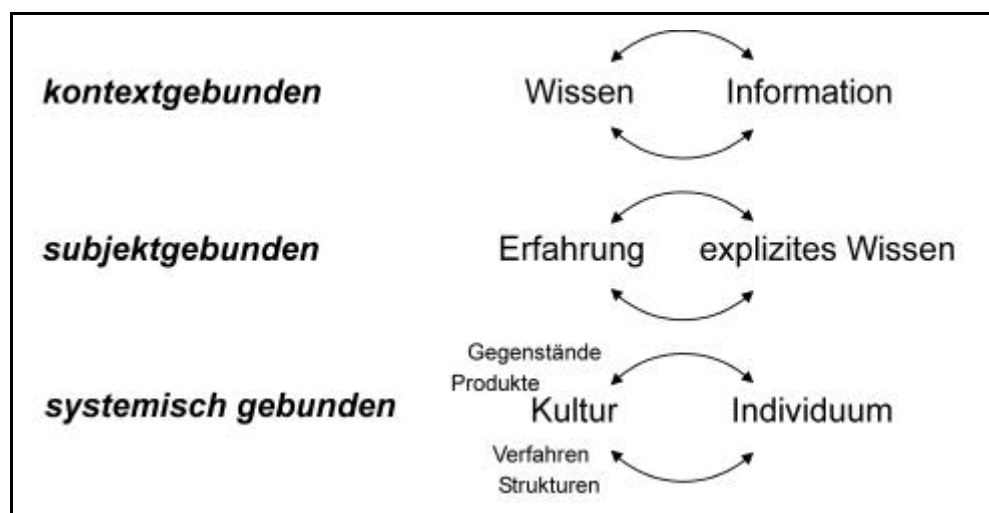 kontextgebunden Wissen Information
subjektgebunden Erfahrung explizites Wissen
Gegenstände
Produkte
systemisch gebunden Kultur Individuum
Verfahren
Strukturen